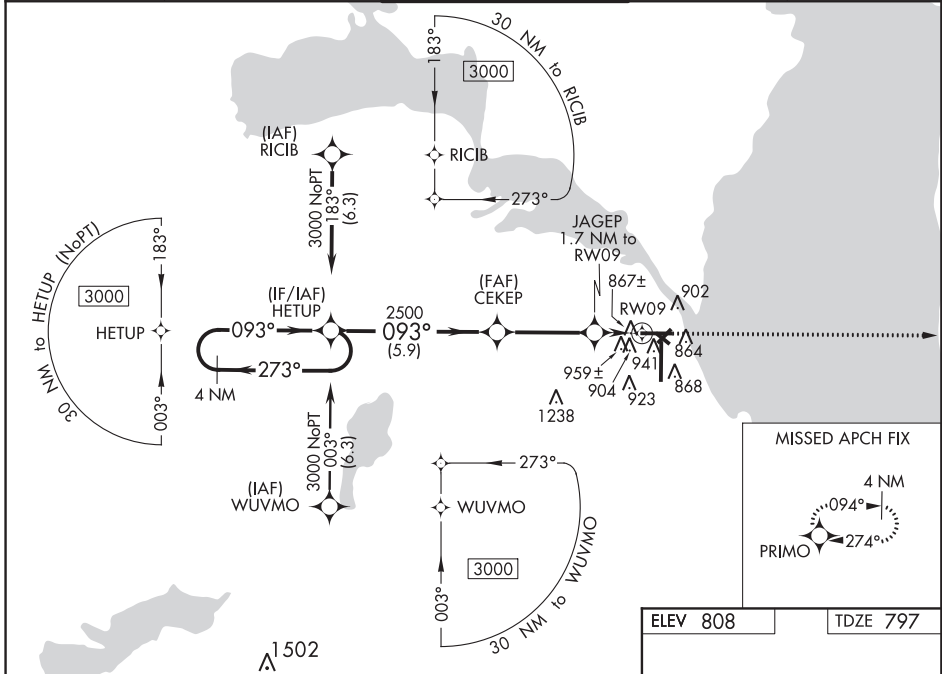 30 NM to RICIB
183°
3000
RICIB
273°
(IAF)
RICIB
3000 NoPT
183°
(6.3)
JAGEP
1.7 NM to
RW09
30 NM to HETUP (NoPT)
183°
3000
HETUP
003°
(IF/IAF)
HETUP
093°
273°
4 NM
2500
093°
(5.9)
(FAF)
CEKEP
867±
RW09
902
864
941
959±
904
923
868
1238
3000 NoPT
003°
(6.3)
(IAF)
WUVMO
273°
WUVMO
3000
003°
30 NM to WUVMO
MISSED APCH FIX
4 NM
094°
274°
PRIMO
ELEV 808
TDZE 797
1502